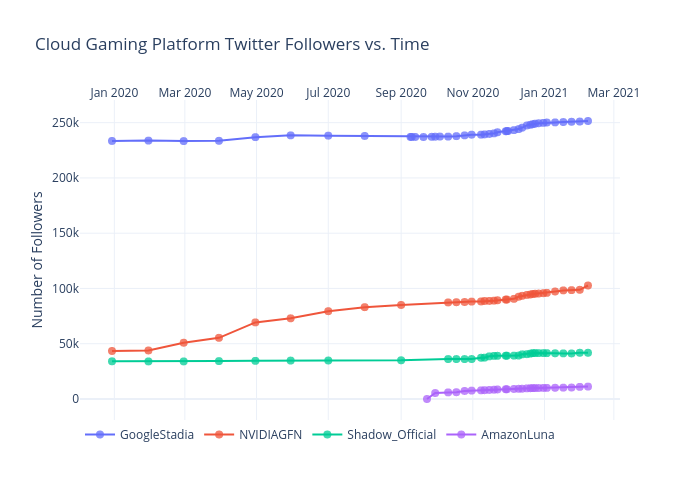 Cloud Gaming Platform Twitter Followers vs. Time
Jan 2020 Mar 2020 May 2020 Jul 2020 Sep 2020 Nov 2020 Jan 2021 Mar 2021
250k
200k
150k
100k
50k
0
Number of Followers
GoogleStadia NVIDIAGFN Shadow_Official AmazonLuna